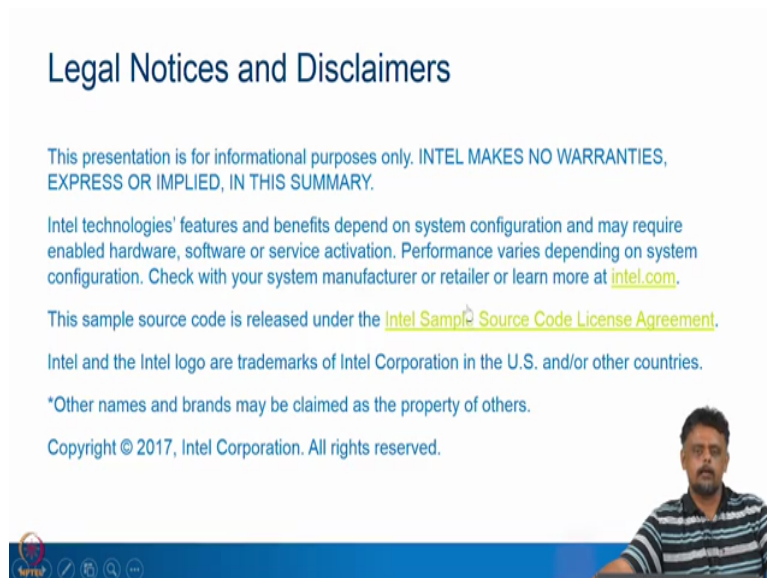 Legal Notices and Disclaimers
This presentation is for informational purposes only. INTEL MAKES NO WARRANTIES,
EXPRESS OR IMPLIED, IN THIS SUMMARY.
Intel technologies' features and benefits depend on system configuration and may require
enabled hardware, software or service activation. Performance varies depending on system
configuration. Check with your system manufacturer or retailer or learn more at intel.com.
This sample source code is released under the Intel Sample Source Code License Agreement.
Intel and the Intel logo are trademarks of Intel Corporation in the U.S. and/or other countries.
*Other names and brands may be claimed as the property of others.
Copyright © 2017, Intel Corporation. All rights reserved.
NPTEL